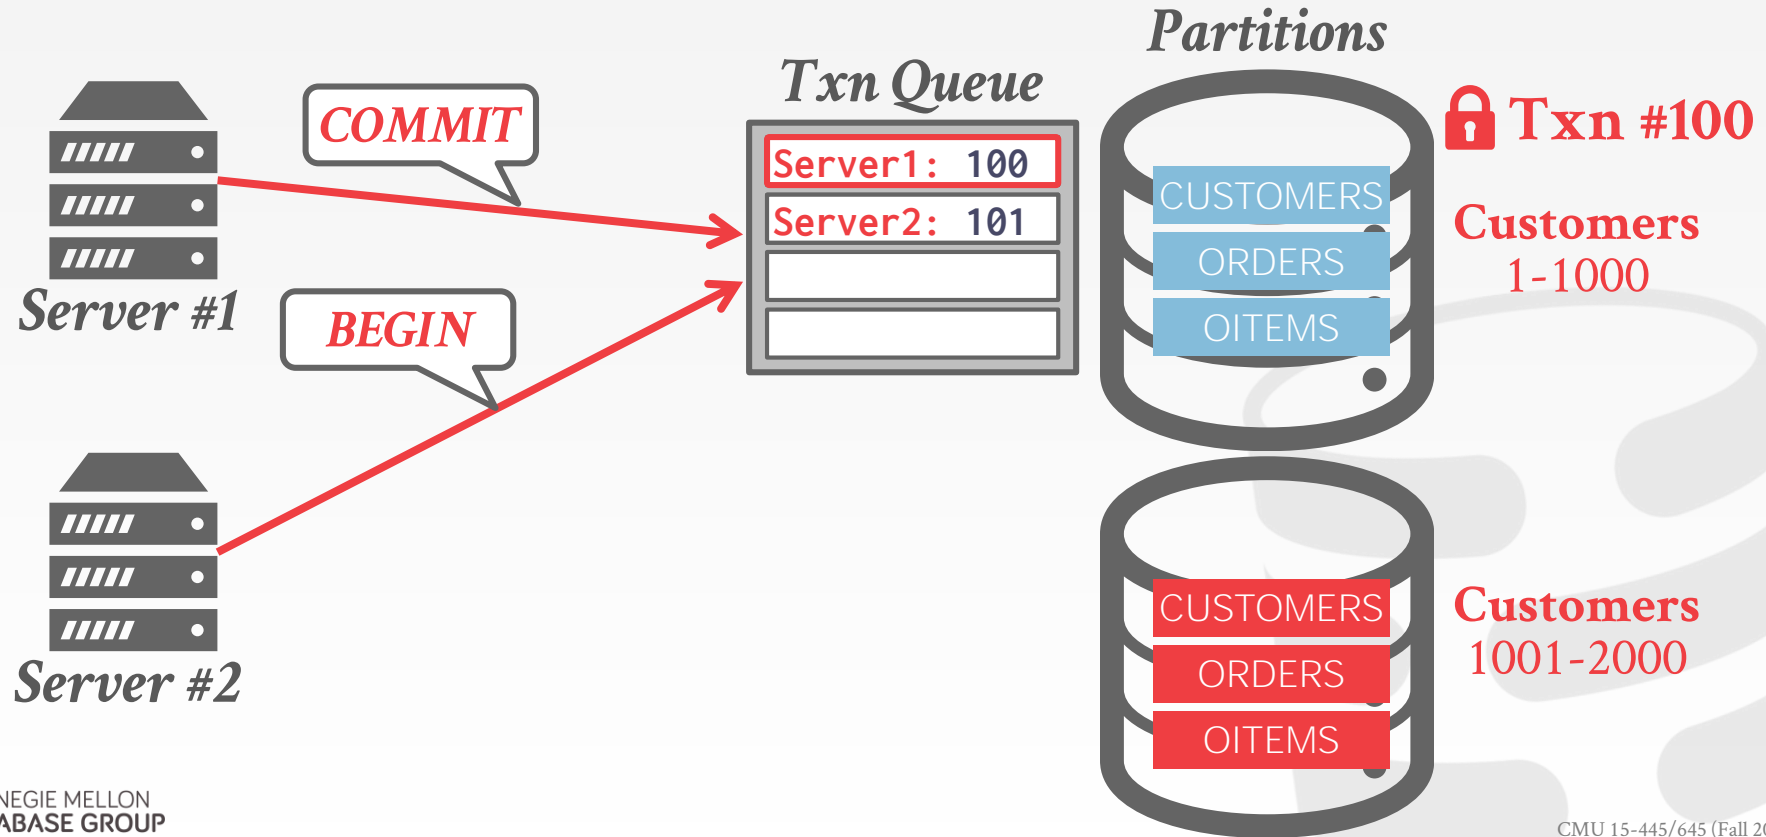 Partitions
Txn Queue
COMMIT
Server1: 100
Server2: 101
Txn #100
CUSTOMERS
ORDERS
OITEMS
Customers
1-1000
Server #1
BEGIN
Server #2
CUSTOMERS
ORDERS
OITEMS
Customers
1001-2000
NEGIE MELLON
ABASE GROUP
CMU 15-445/645 (Fall 20